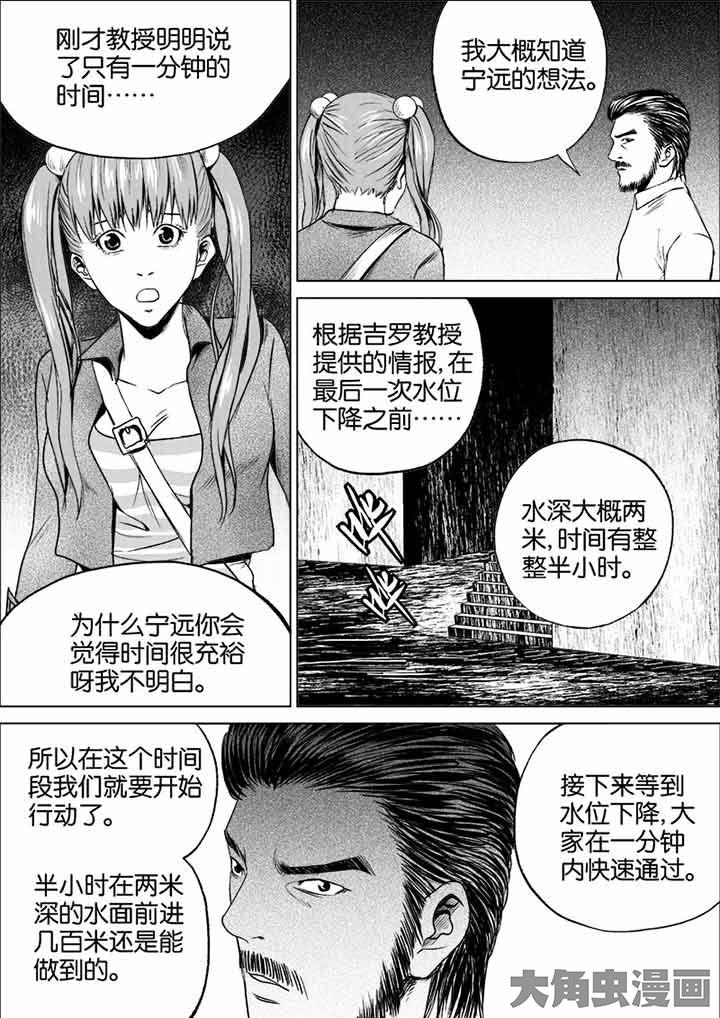 刚才教授明明说
了只有一分钟的
时间……
为什么宁远你会
觉得时间很充裕
呀我不明白。
我大概知道
宁远的想法。
根据吉罗教授
提供的情报,在
最后一次水位
下降之前……
水深大概两
米,时间有整
整半小时。
所以在这个时间
段我们就要开始
行动了。
半小时在两米
深的水面前进
几百米还是能
做到的。
接下来等到
水位下降,大
家在一分钟
内快速通过。
大角虫漫画